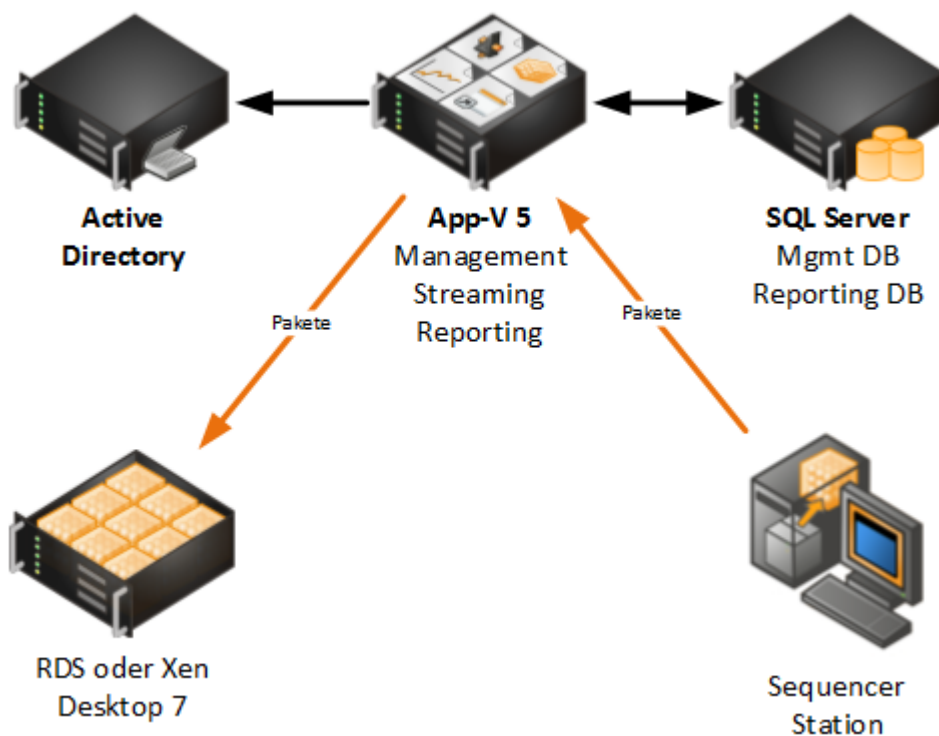 Active
Directory
App-V 5
Management
Streaming
Reporting
SQL Server
Mgmt DB
Reporting DB
Pakete
Pakete
RDS oder Xen
Desktop 7
Sequencer
Station